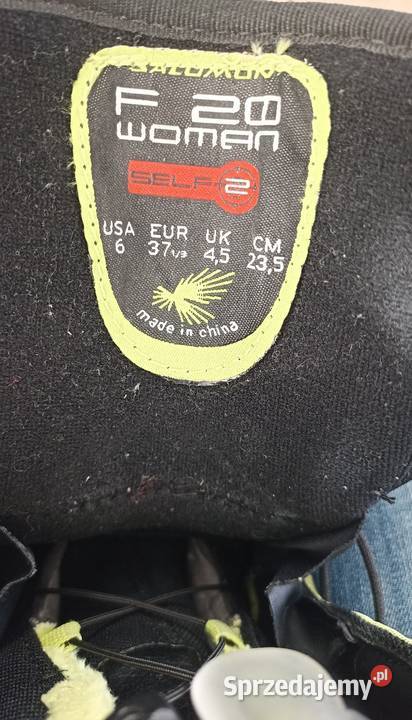 SALOMON
F 20
WOMAN
SELF 2
USA EUR UK CM
6 37 1/3 4,5 23,5
made in china
Sprzedajemy.pl